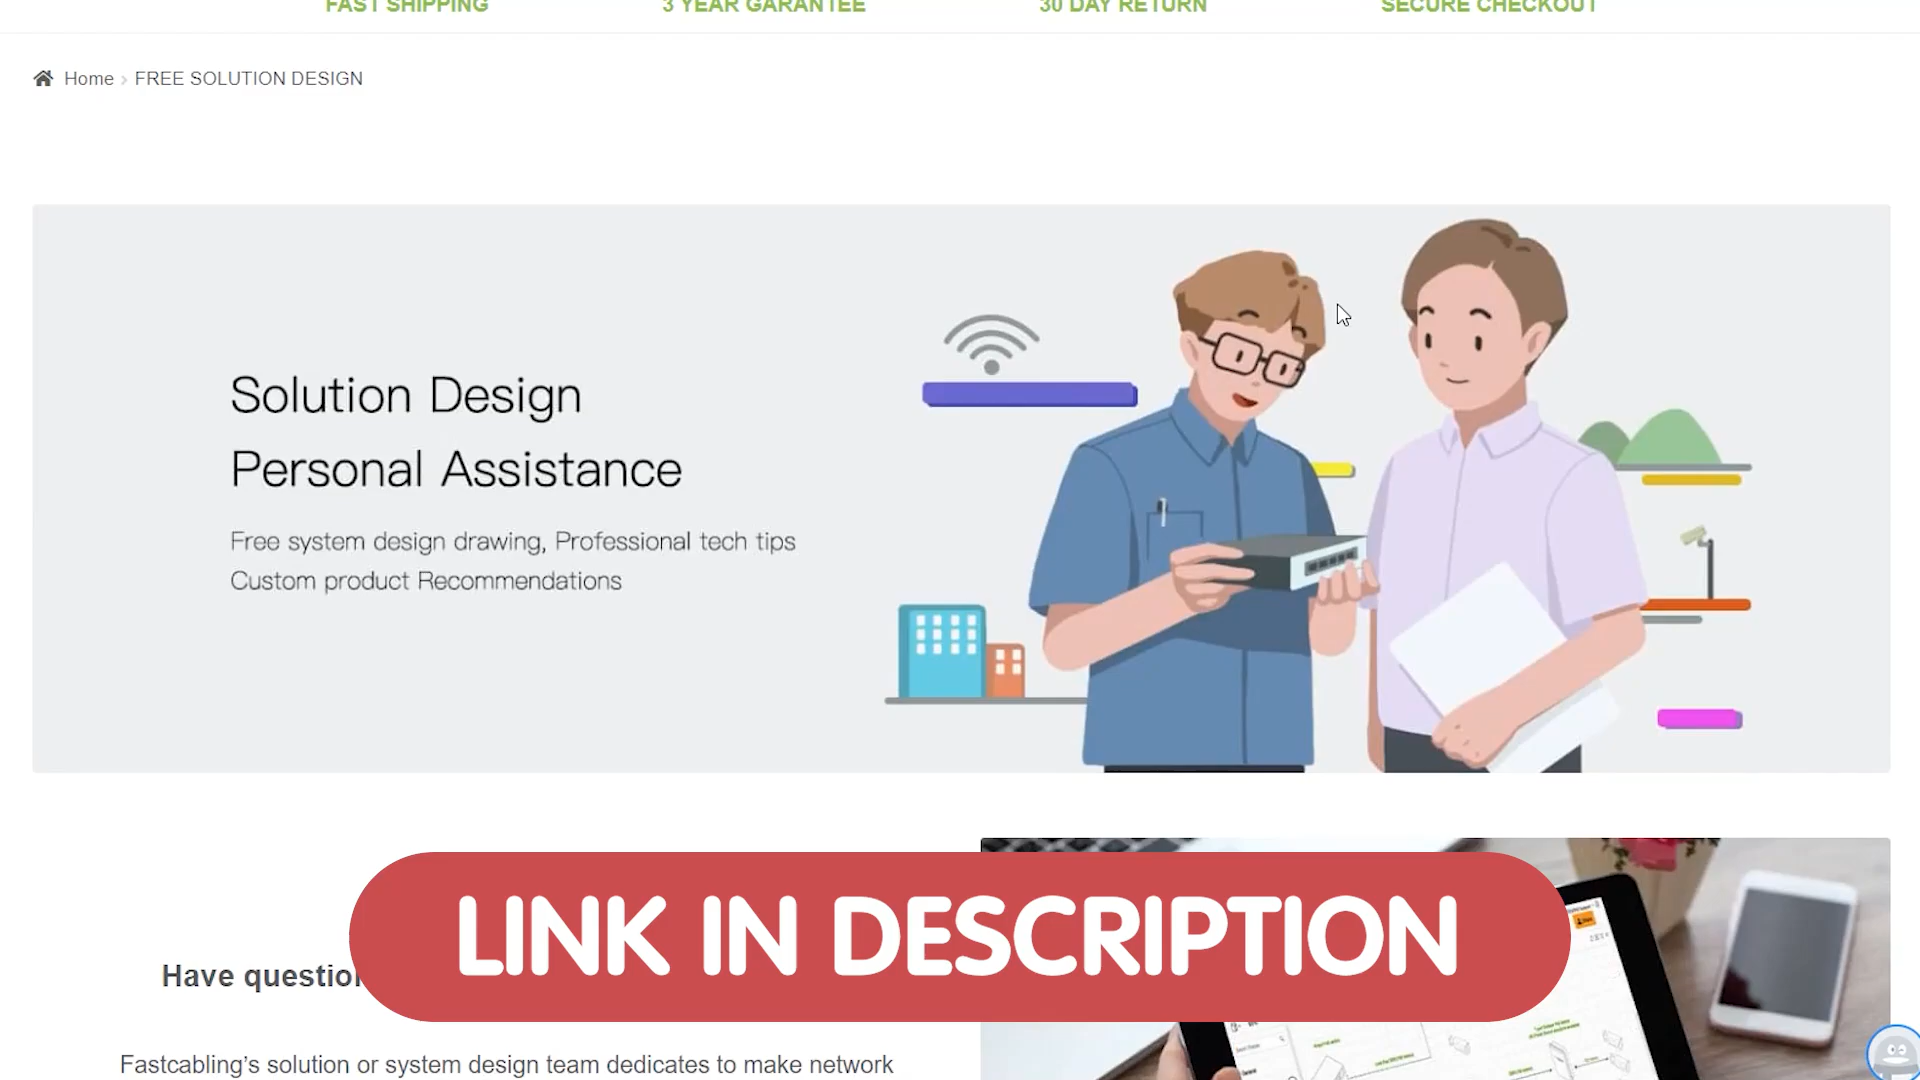 FAST SHIPPING
3 YEAR GARANTEE
30 DAY RETURN
SECURE CHECKOUT
Home › FREE SOLUTION DESIGN
Solution Design
Personal Assistance
Free system design drawing, Professional tech tips
Custom product Recommendations
LINK IN DESCRIPTION
Have
Fastcabling’s solution or system design team dedicates to make network